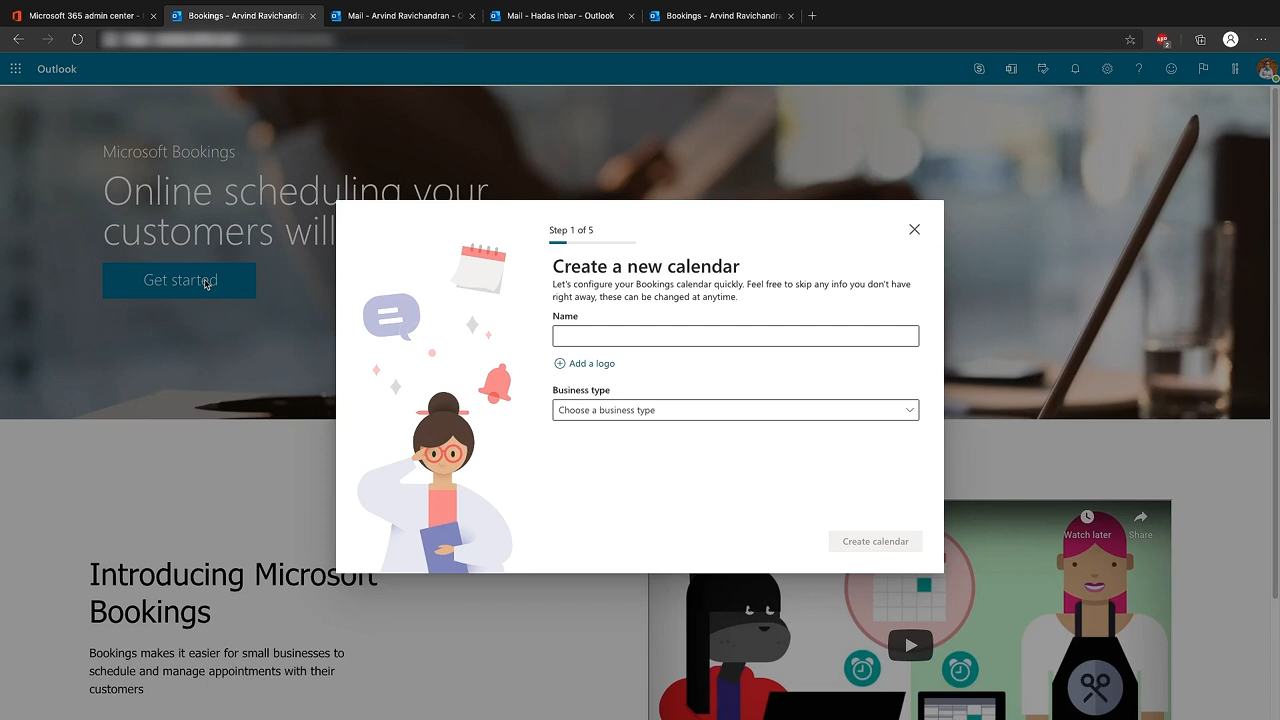 Microsoft 365 admin center -
Bookings - Arvind Ravichandra
Mail - Arvind Ravichandran - O
Mail - Hadas Inbar - Outlook
Bookings - Arvind Ravichandra
Outlook
Microsoft Bookings
Online scheduling your
customers will
Get started
Step 1 of 5
Create a new calendar
Let's configure your Bookings calendar quickly. Feel free to skip any info you don't have
right away, these can be changed at anytime.
Name
Add a logo
Business type
Choose a business type
Create calendar
Watch later
Share
Introducing Microsoft
Bookings
Bookings makes it easier for small businesses to
schedule and manage appointments with their
customers